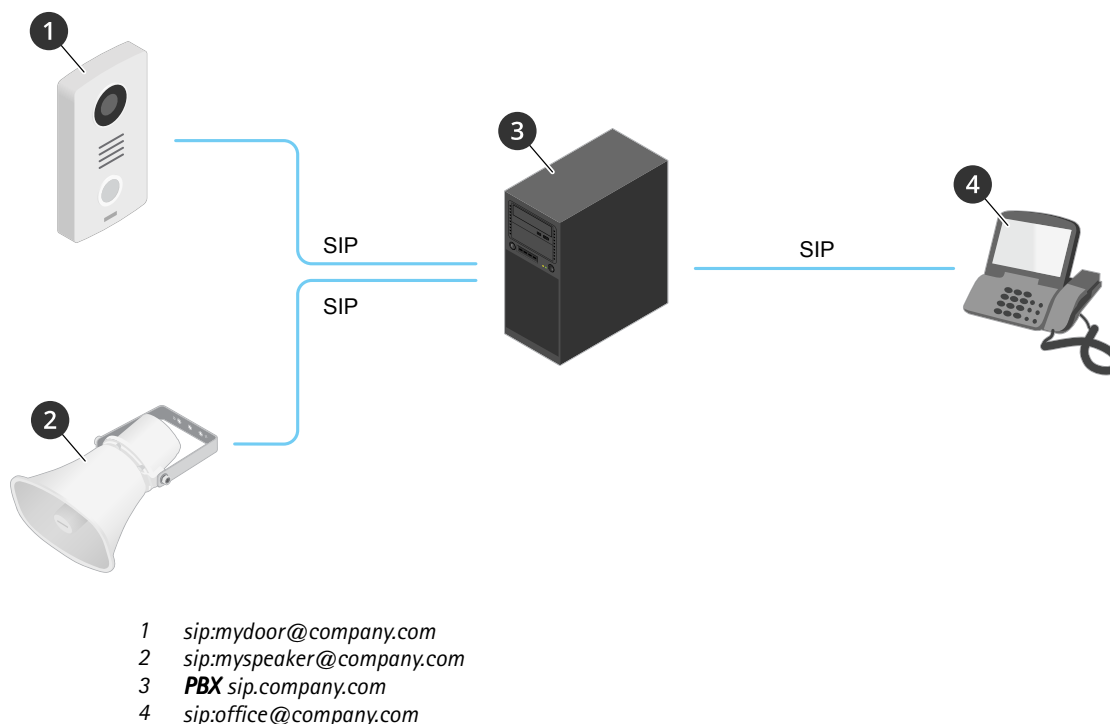 1
3
4
SIP
SIP
SIP
2
1 sip:mydoor@company.com
2 sip:myspeaker@company.com
3 PBX sip.company.com
4 sip:office@company.com